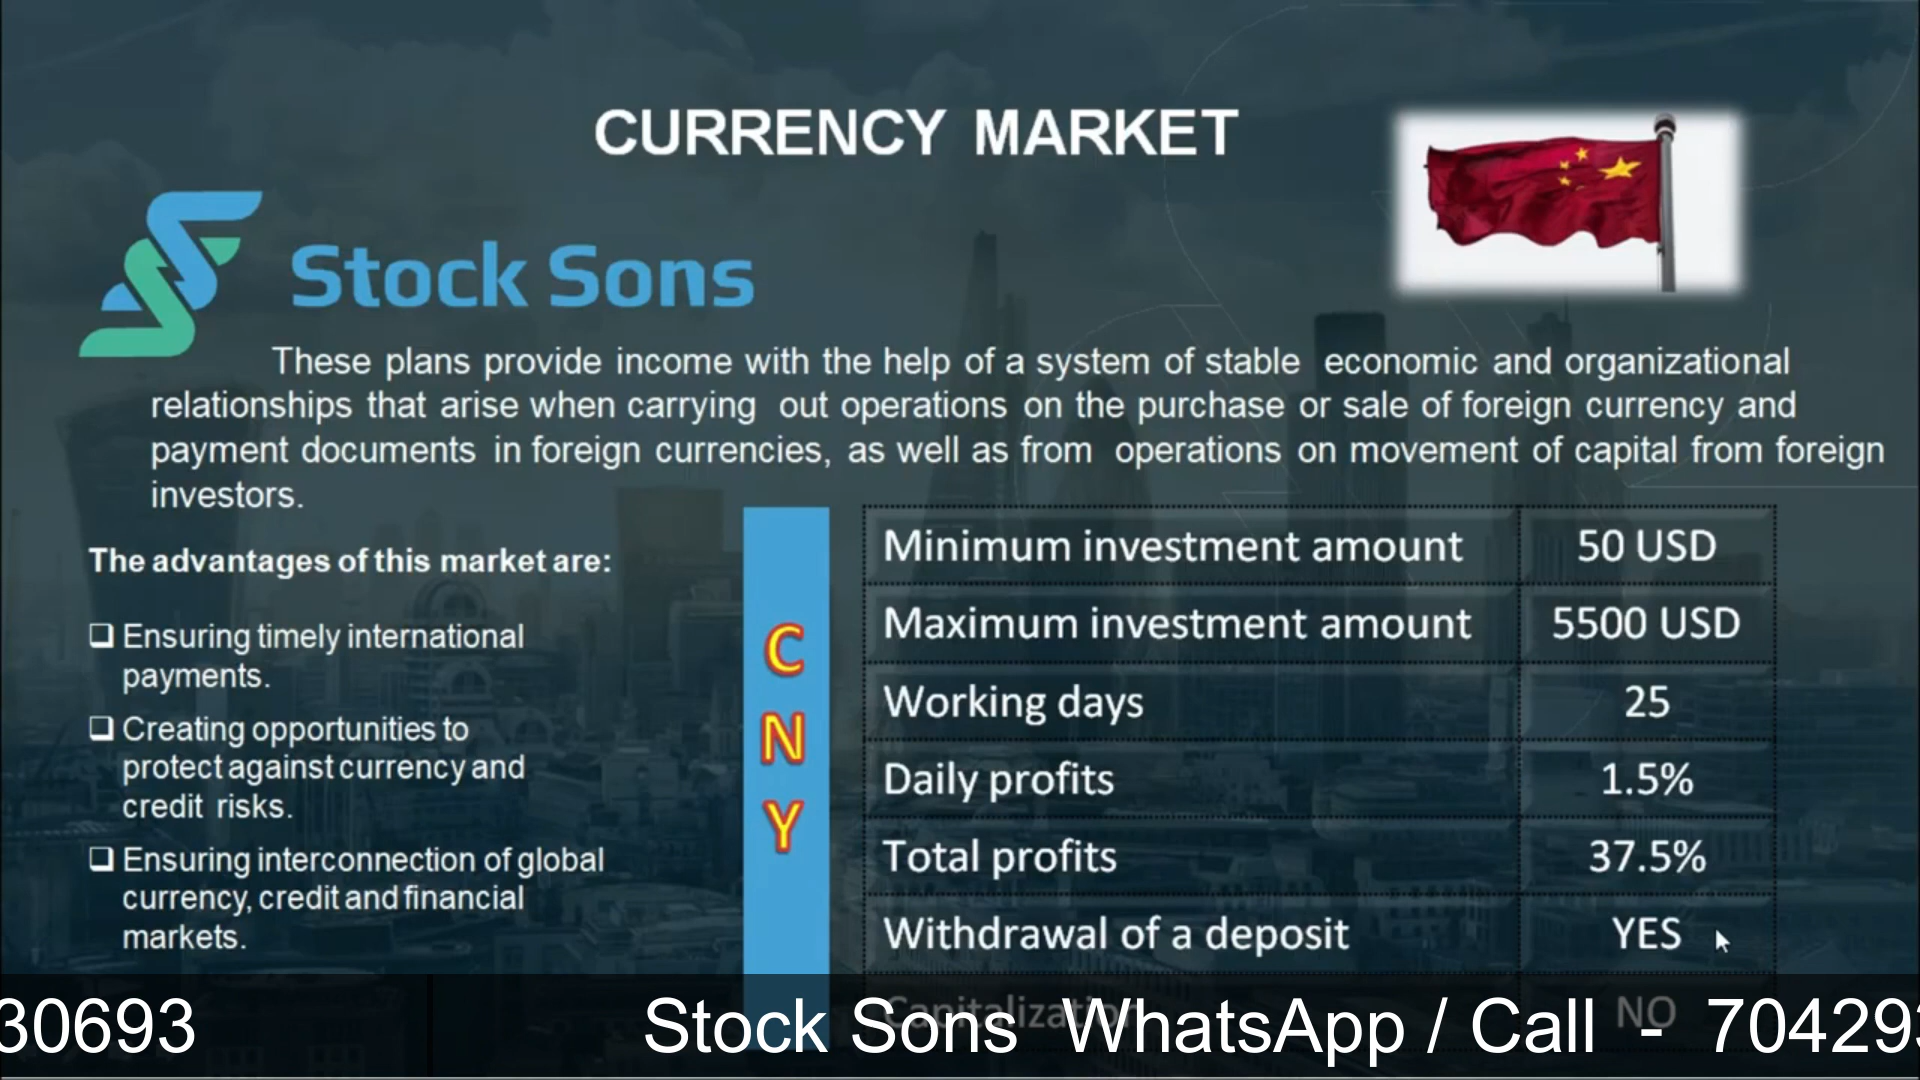 CURRENCY MARKET
Stock Sons
These plans provide income with the help of a system of stable economic and organizational
relationships that arise when carrying out operations on the purchase or sale of foreign currency and
payment documents in foreign currencies, as well as from operations on movement of capital from foreign
investors.
The advantages of this market are:
Ensuring timely international
payments.
Creating opportunities to
protect against currency and
credit risks.
Ensuring interconnection of global
currency, credit and financial
markets.
C
N
Y
Minimum investment amount 50 USD
Maximum investment amount 5500 USD
Working days 25
Daily profits 1.5%
Total profits 37.5%
Withdrawal of a deposit YES
Capitalization NO
30693 Stock Sons WhatsApp / Call - 70429